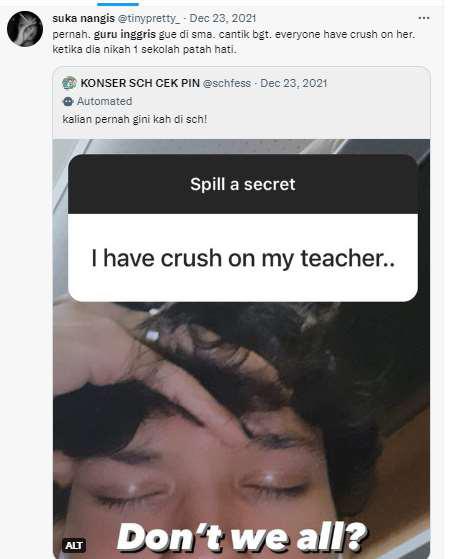 suka nangis @tinypretty_ · Dec 23, 2021
pernah. guru inggris gue di sma. cantik bgt. everyone have crush on her.
ketika dia nikah 1 sekolah patah hati.
KONSER SCH CEK PIN @schfess · Dec 23, 2021
Automated
kalian pernah gini kah di sch!
Spill a secret
I have crush on my teacher..
Don't we all?
ALT